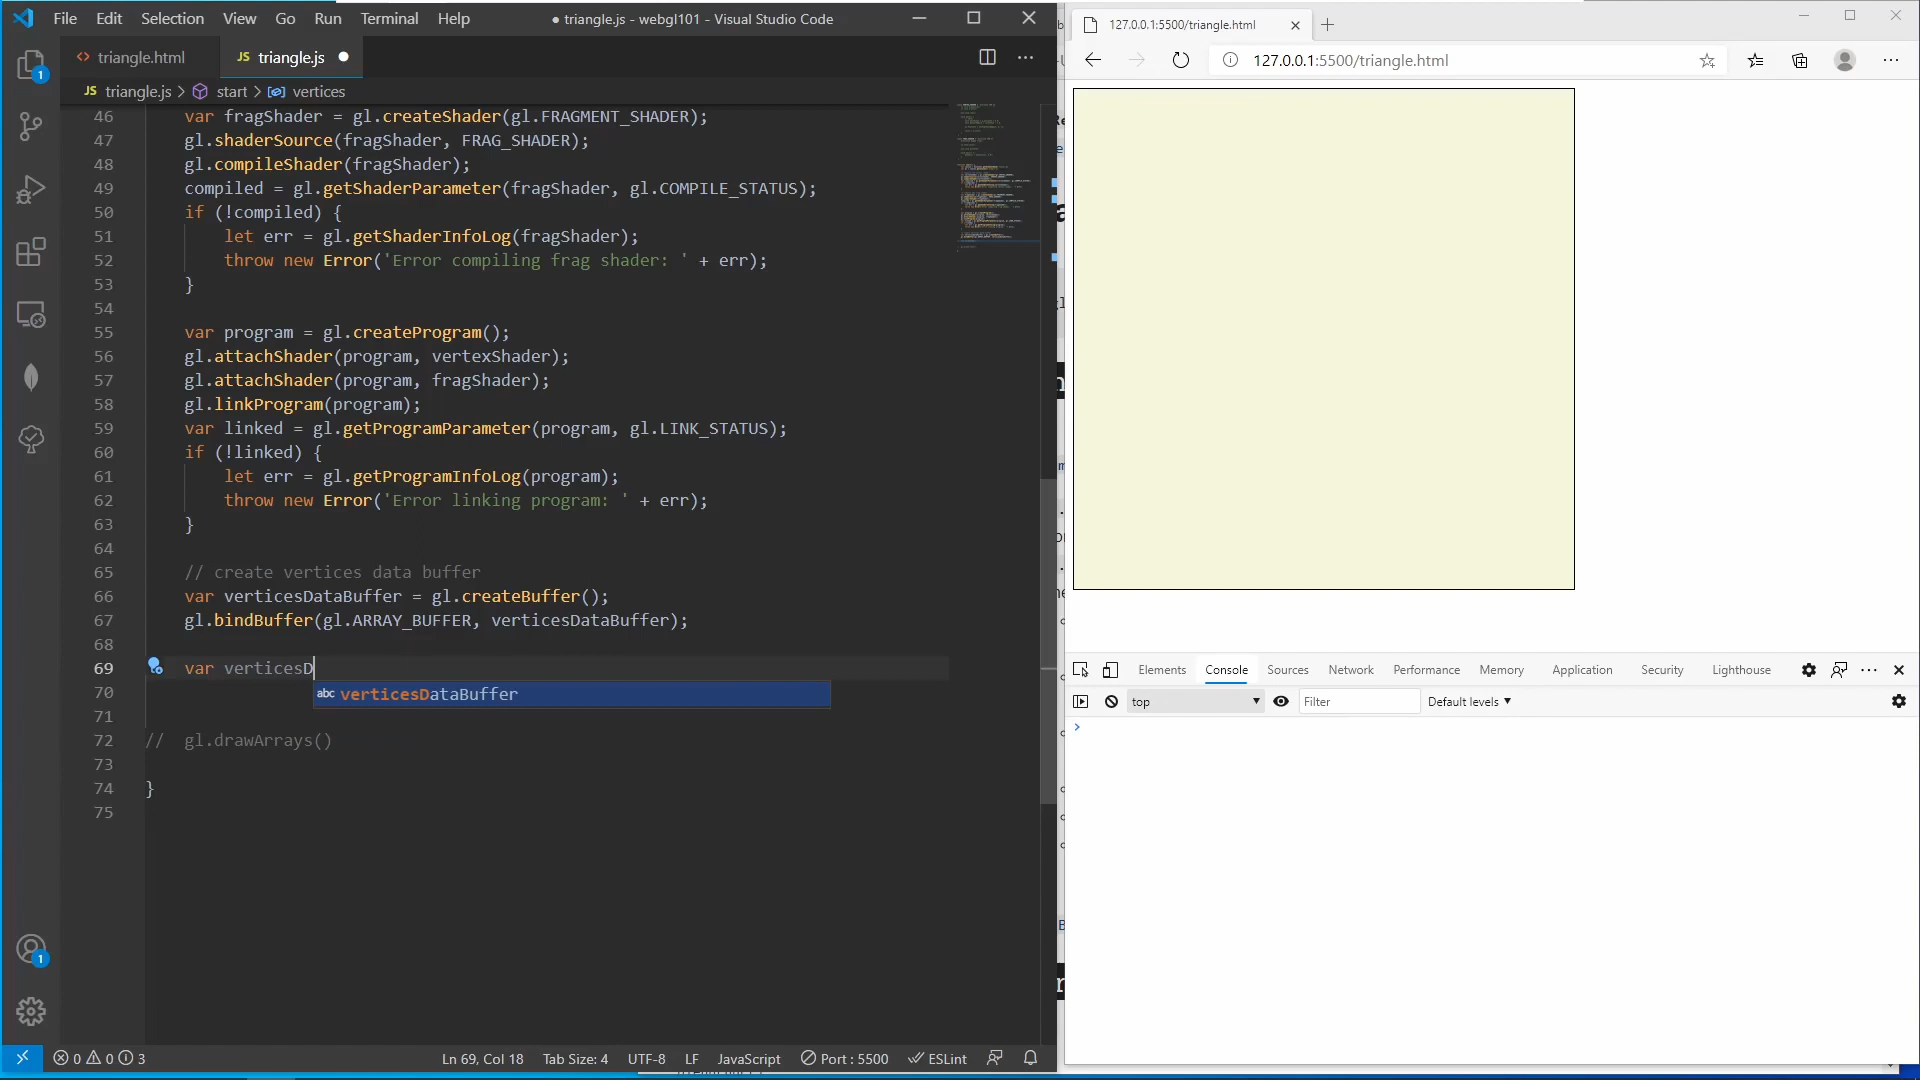 File Edit Selection View Go Run Terminal Help
● triangle.js - webgl101 - Visual Studio Code
triangle.html
JS triangle.js ●
JS triangle.js > start > vertices
46 var fragShader = gl.createShader(gl.FRAGMENT_SHADER);
47 gl.shaderSource(fragShader, FRAG_SHADER);
48 gl.compileShader(fragShader);
49 compiled = gl.getShaderParameter(fragShader, gl.COMPILE_STATUS);
50 if (!compiled) {
51 let err = gl.getShaderInfoLog(fragShader);
52 throw new Error('Error compiling frag shader: ' + err);
53 }
54
55 var program = gl.createProgram();
56 gl.attachShader(program, vertexShader);
57 gl.attachShader(program, fragShader);
58 gl.linkProgram(program);
59 var linked = gl.getProgramParameter(program, gl.LINK_STATUS);
60 if (!linked) {
61 let err = gl.getProgramInfoLog(program);
62 throw new Error('Error linking program: ' + err);
63 }
64
65 // create vertices data buffer
66 var verticesDataBuffer = gl.createBuffer();
67 gl.bindBuffer(gl.ARRAY_BUFFER, verticesDataBuffer);
68
69 var verticesD
70 abc verticesDataBuffer
71
72 // gl.drawArrays()
73
74 }
75
1
1
0 0 3
Ln 69, Col 18 Tab Size: 4 UTF-8 LF JavaScript Port : 5500 ESLint
127.0.0.1:5500/triangle.html
127.0.0.1:5500/triangle.html
Elements Console Sources Network Performance Memory Application Security Lighthouse
top Filter Default levels